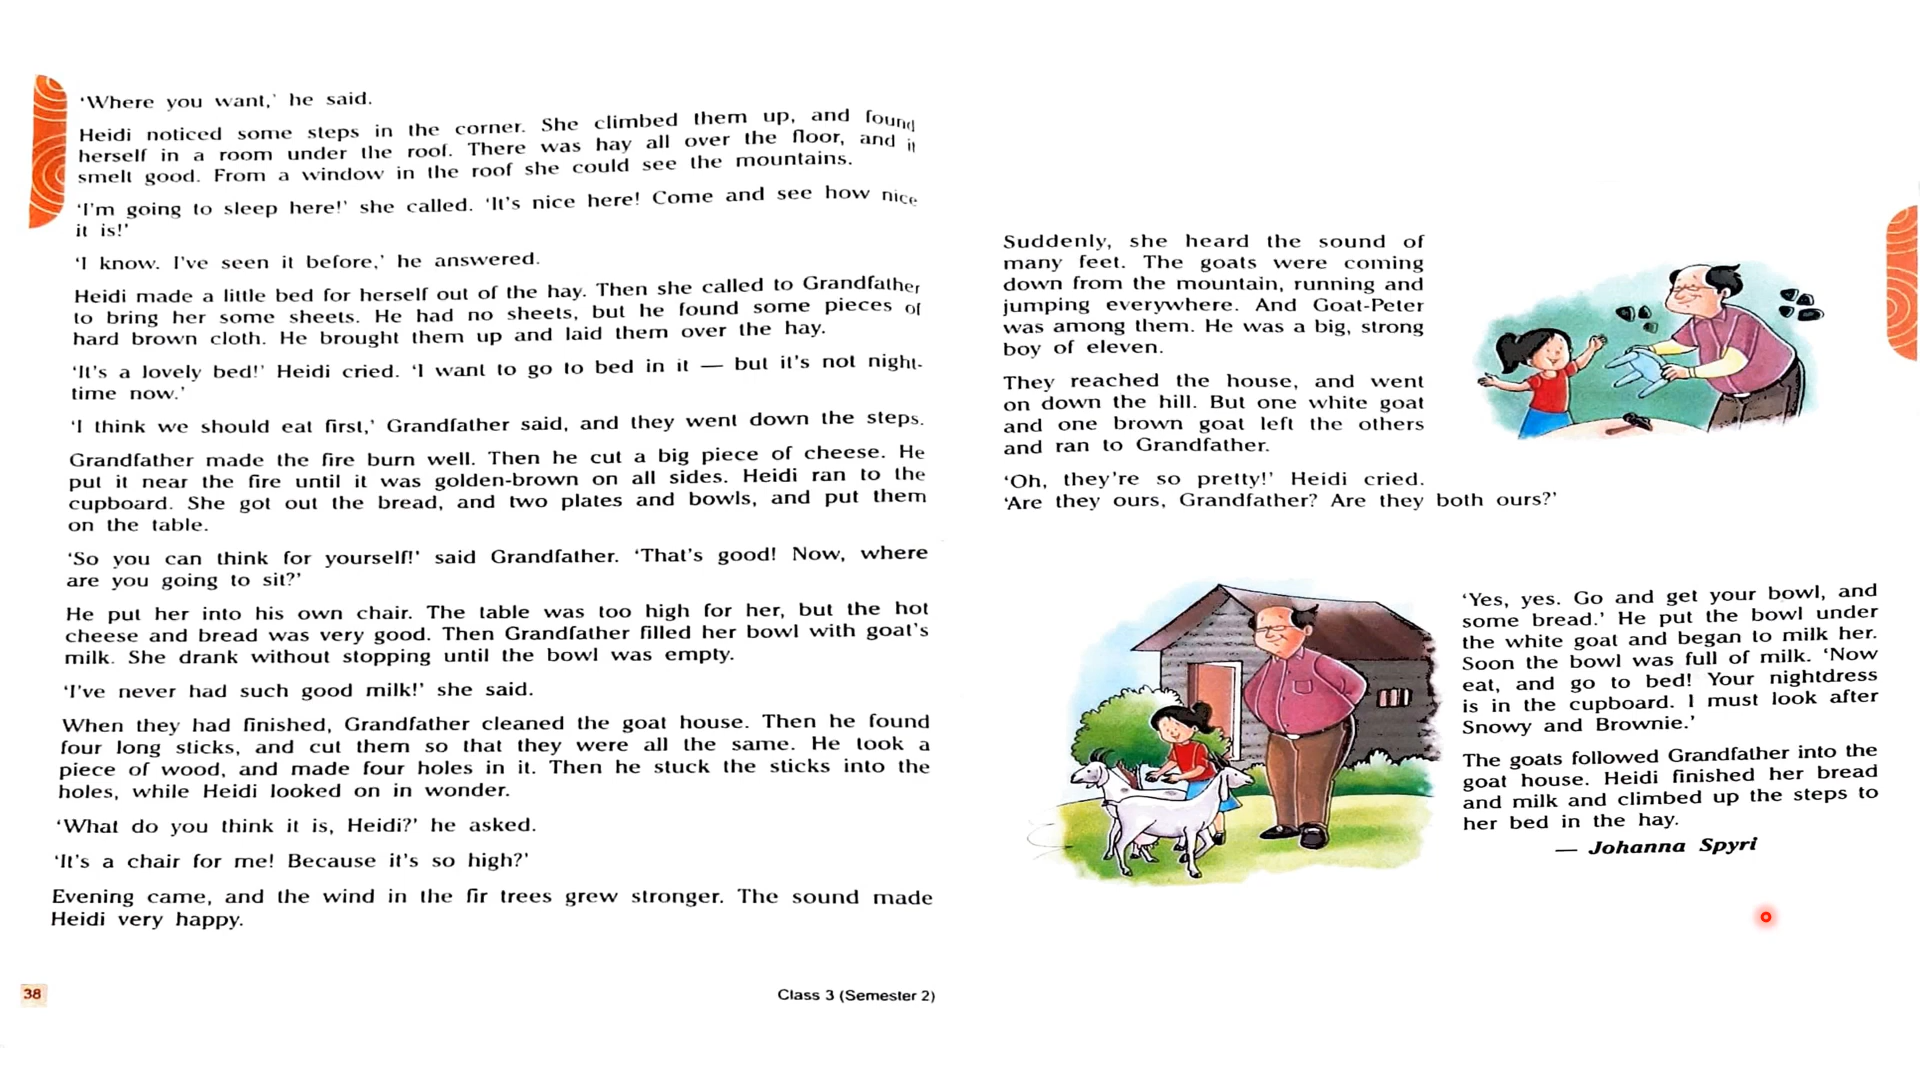 ‘Where you want,’ he said.
Heidi noticed some steps in the corner. She climbed them up, and found
herself in a room under the roof. There was hay all over the floor, and it
smelt good. From a window in the roof she could see the mountains.
‘I’m going to sleep here!’ she called. ‘It’s nice here! Come and see how nice
it is!’
‘I know. I’ve seen it before,’ he answered.
Heidi made a little bed for herself out of the hay. Then she called to Grandfather
to bring her some sheets. He had no sheets, but he found some pieces of
hard brown cloth. He brought them up and laid them over the hay.
‘It’s a lovely bed!’ Heidi cried. ‘I want to go to bed in it — but it’s not night-
time now.’
‘I think we should eat first,’ Grandfather said, and they went down the steps.
Grandfather made the fire burn well. Then he cut a big piece of cheese. He
put it near the fire until it was golden-brown on all sides. Heidi ran to the
cupboard. She got out the bread, and two plates and bowls, and put them
on the table.
‘So you can think for yourself!’ said Grandfather. ‘That’s good! Now, where
are you going to sit?’
He put her into his own chair. The table was too high for her, but the hot
cheese and bread was very good. Then Grandfather filled her bowl with goat’s
milk. She drank without stopping until the bowl was empty.
‘I’ve never had such good milk!’ she said.
When they had finished, Grandfather cleaned the goat house. Then he found
four long sticks, and cut them so that they were all the same. He took a
piece of wood, and made four holes in it. Then he stuck the sticks into the
holes, while Heidi looked on in wonder.
‘What do you think it is, Heidi?’ he asked.
‘It’s a chair for me! Because it’s so high?’
Evening came, and the wind in the fir trees grew stronger. The sound made
Heidi very happy.
38
Class 3 (Semester 2)
Suddenly, she heard the sound of
many feet. The goats were coming
down from the mountain, running and
jumping everywhere. And Goat-Peter
was among them. He was a big, strong
boy of eleven.
They reached the house, and went
on down the hill. But one white goat
and one brown goat left the others
and ran to Grandfather.
‘Oh, they’re so pretty!’ Heidi cried.
‘Are they ours, Grandfather? Are they both ours?’
‘Yes, yes. Go and get your bowl, and
some bread.’ He put the bowl under
the white goat and began to milk her.
Soon the bowl was full of milk. ‘Now
eat, and go to bed! Your nightdress
is in the cupboard. I must look after
Snowy and Brownie.’
The goats followed Grandfather into the
goat house. Heidi finished her bread
and milk and climbed up the steps to
her bed in the hay.
— Johanna Spyri